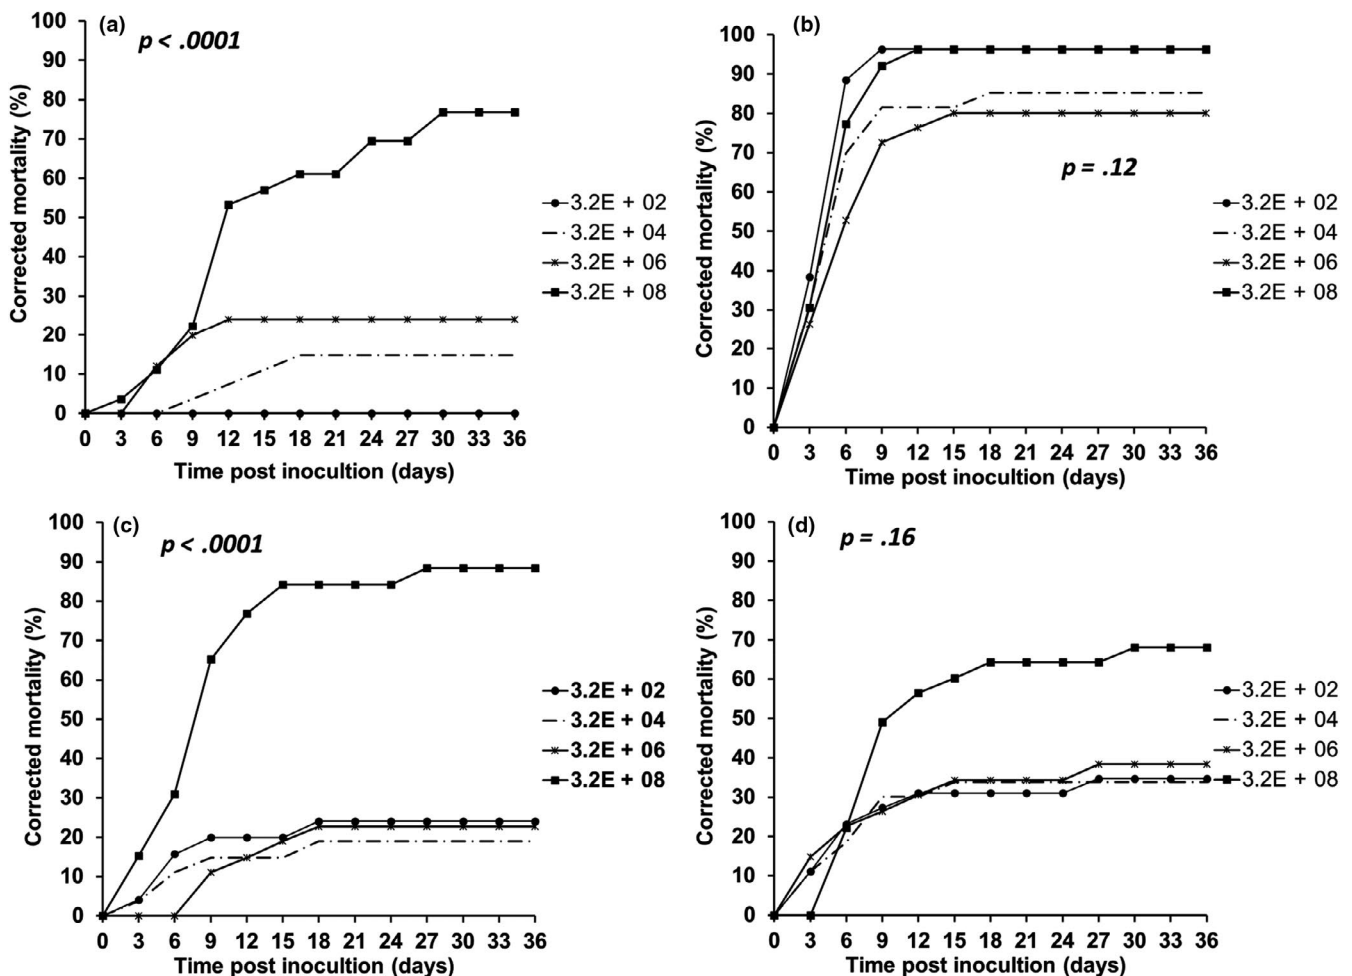 (a)
p < .0001
100
90
80
70
60
50
40
30
20
10
0
Corrected mortality (%)
0 3 6 9 12 15 18 21 24 27 30 33 36
Time post inocultion (days)
3.2E + 02
3.2E + 04
3.2E + 06
3.2E + 08
(b)
p = .12
100
90
80
70
60
50
40
30
20
10
0
Corrected mortality (%)
0 3 6 9 12 15 18 21 24 27 30 33 36
Time post inocultion (days)
3.2E + 02
3.2E + 04
3.2E + 06
3.2E + 08
(c)
p < .0001
100
90
80
70
60
50
40
30
20
10
0
Corrected mortality (%)
0 3 6 9 12 15 18 21 24 27 30 33 36
Time post inocultion (days)
3.2E + 02
3.2E + 04
3.2E + 06
3.2E + 08
(d)
p = .16
100
90
80
70
60
50
40
30
20
10
0
Corrected mortality (%)
0 3 6 9 12 15 18 21 24 27 30 33 36
Time post inocultion (days)
3.2E + 02
3.2E + 04
3.2E + 06
3.2E + 08